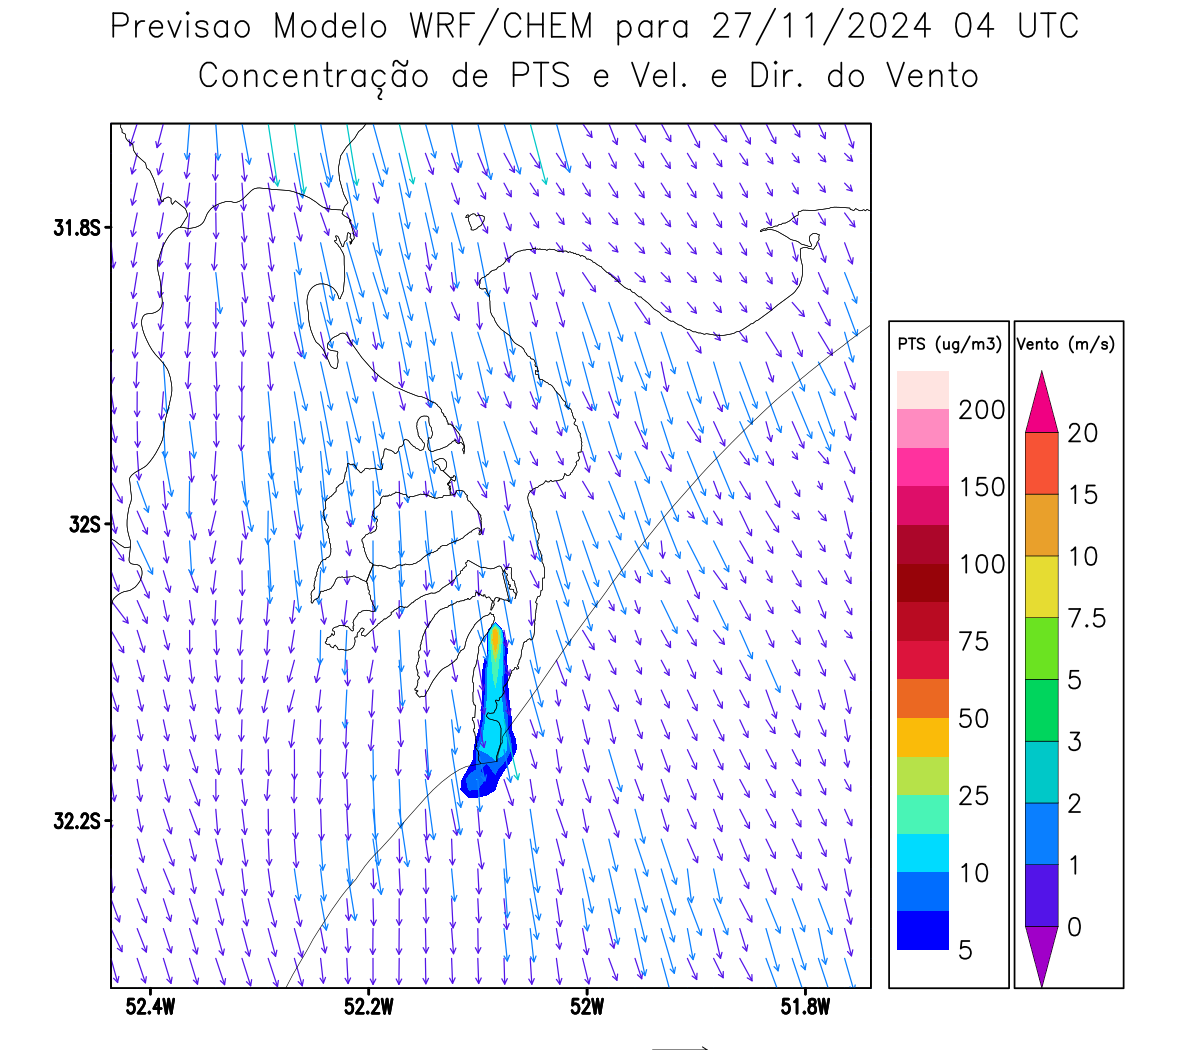 Previsao Modelo WRF/CHEM para 27/11/2024 04 UTC
Concentração de PTS e Vel. e Dir. do Vento
31.8S
32S
32.2S
52.4W
52.2W
52W
51.8W
PTS (ug/m3)
200
150
100
75
50
25
10
5
Vento (m/s)
20
15
10
7.5
5
3
2
1
0